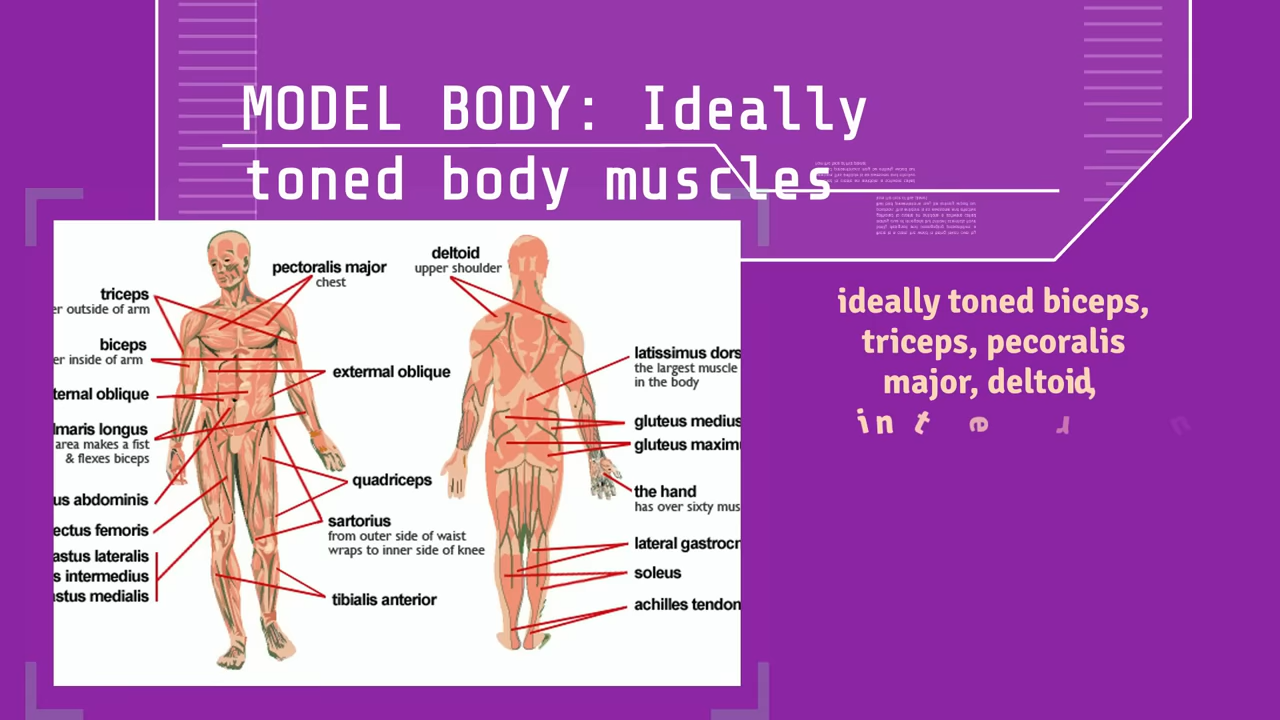 MODEL BODY: Ideally
toned body muscles
pectoralis major
chest
deltoid
upper shoulder
triceps
er outside of arm
biceps
er inside of arm
ternal oblique
lmaris longus
area makes a fist
& flexes biceps
us abdominis
ectus femoris
astus lateralis
s intermedius
astus medialis
extermal oblique
quadriceps
sartorius
from outer side of waist
wraps to inner side of knee
tibialis anterior
latissimus dors
the largest muscle
in the body
gluteus medius
gluteus maxim
the hand
has over sixty mus
lateral gastrocr
soleus
achilles tendon
ideally toned biceps,
triceps, pecoralis
major, deltoid,